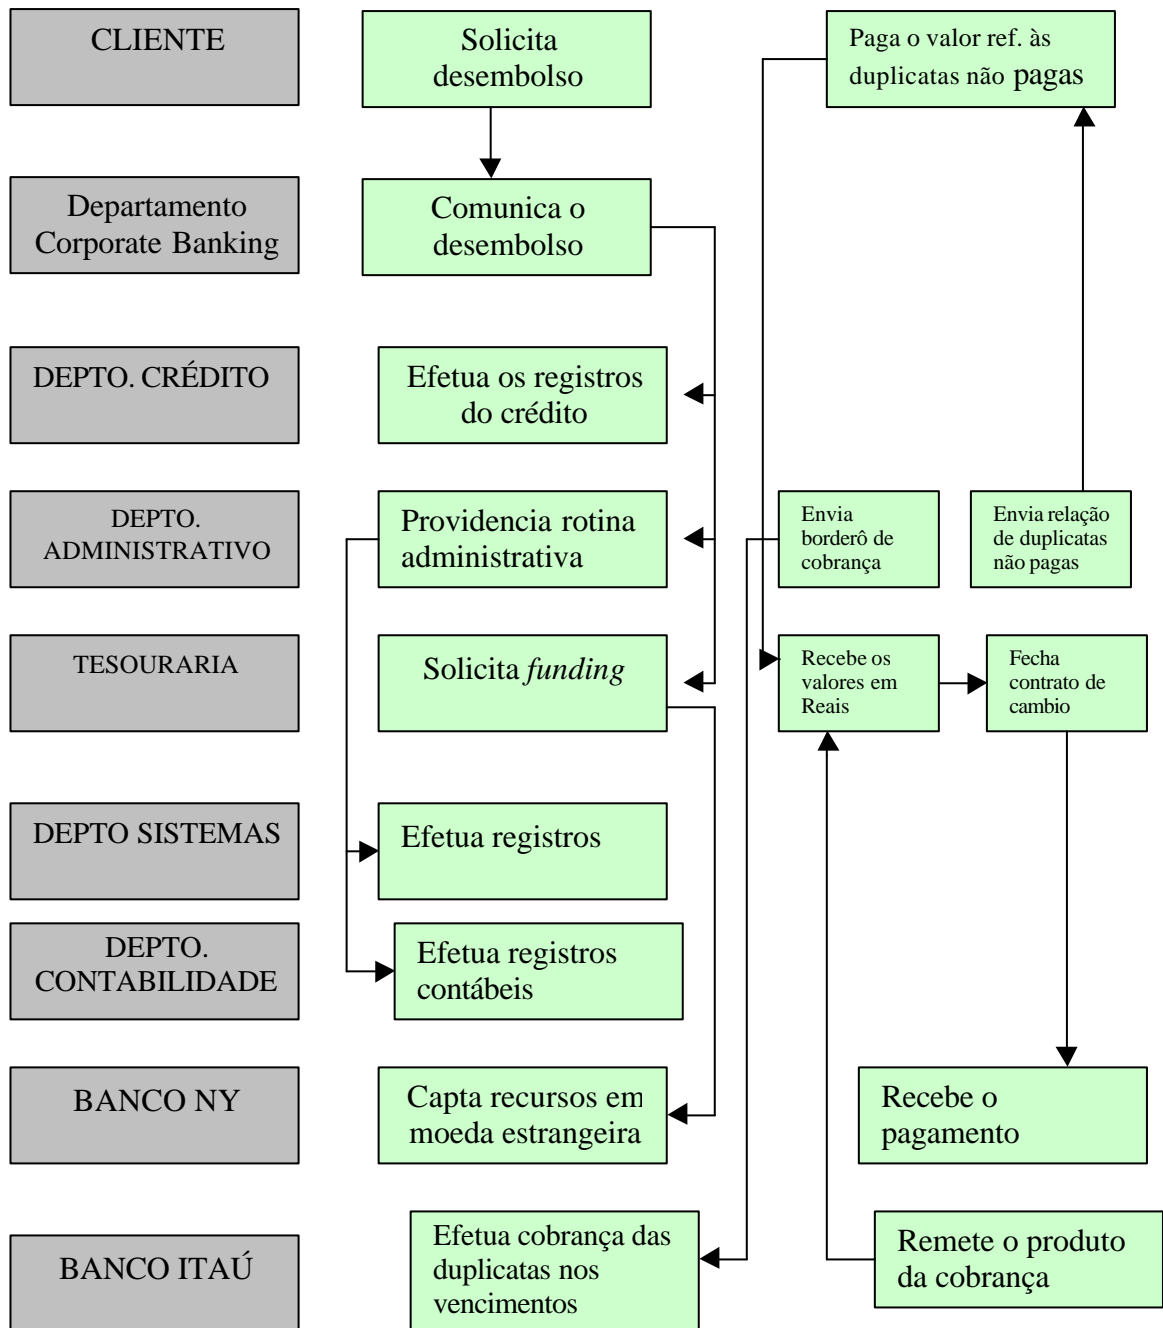 CLIENTE
Solicita
desembolso
Paga o valor ref. às
duplicatas não pagas
Departamento
Corporate Banking
Comunica o
desembolso
DEPTO. CRÉDITO
Efetua os registros
do crédito
DEPTO.
ADMINISTRATIVO
Providencia rotina
administrativa
Envia
borderô de
cobrança
Envia relação
de duplicatas
não pagas
TESOURARIA
Solicita funding
Recebe os
valores em
Reais
Fecha
contrato de
cambio
DEPTO SISTEMAS
Efetua registros
DEPTO.
CONTABILIDADE
Efetua registros
contábeis
BANCO NY
Capta recursos em
moeda estrangeira
Recebe o
pagamento
BANCO ITAÚ
Efetua cobrança das
duplicatas nos
vencimentos
Remete o produto
da cobrança